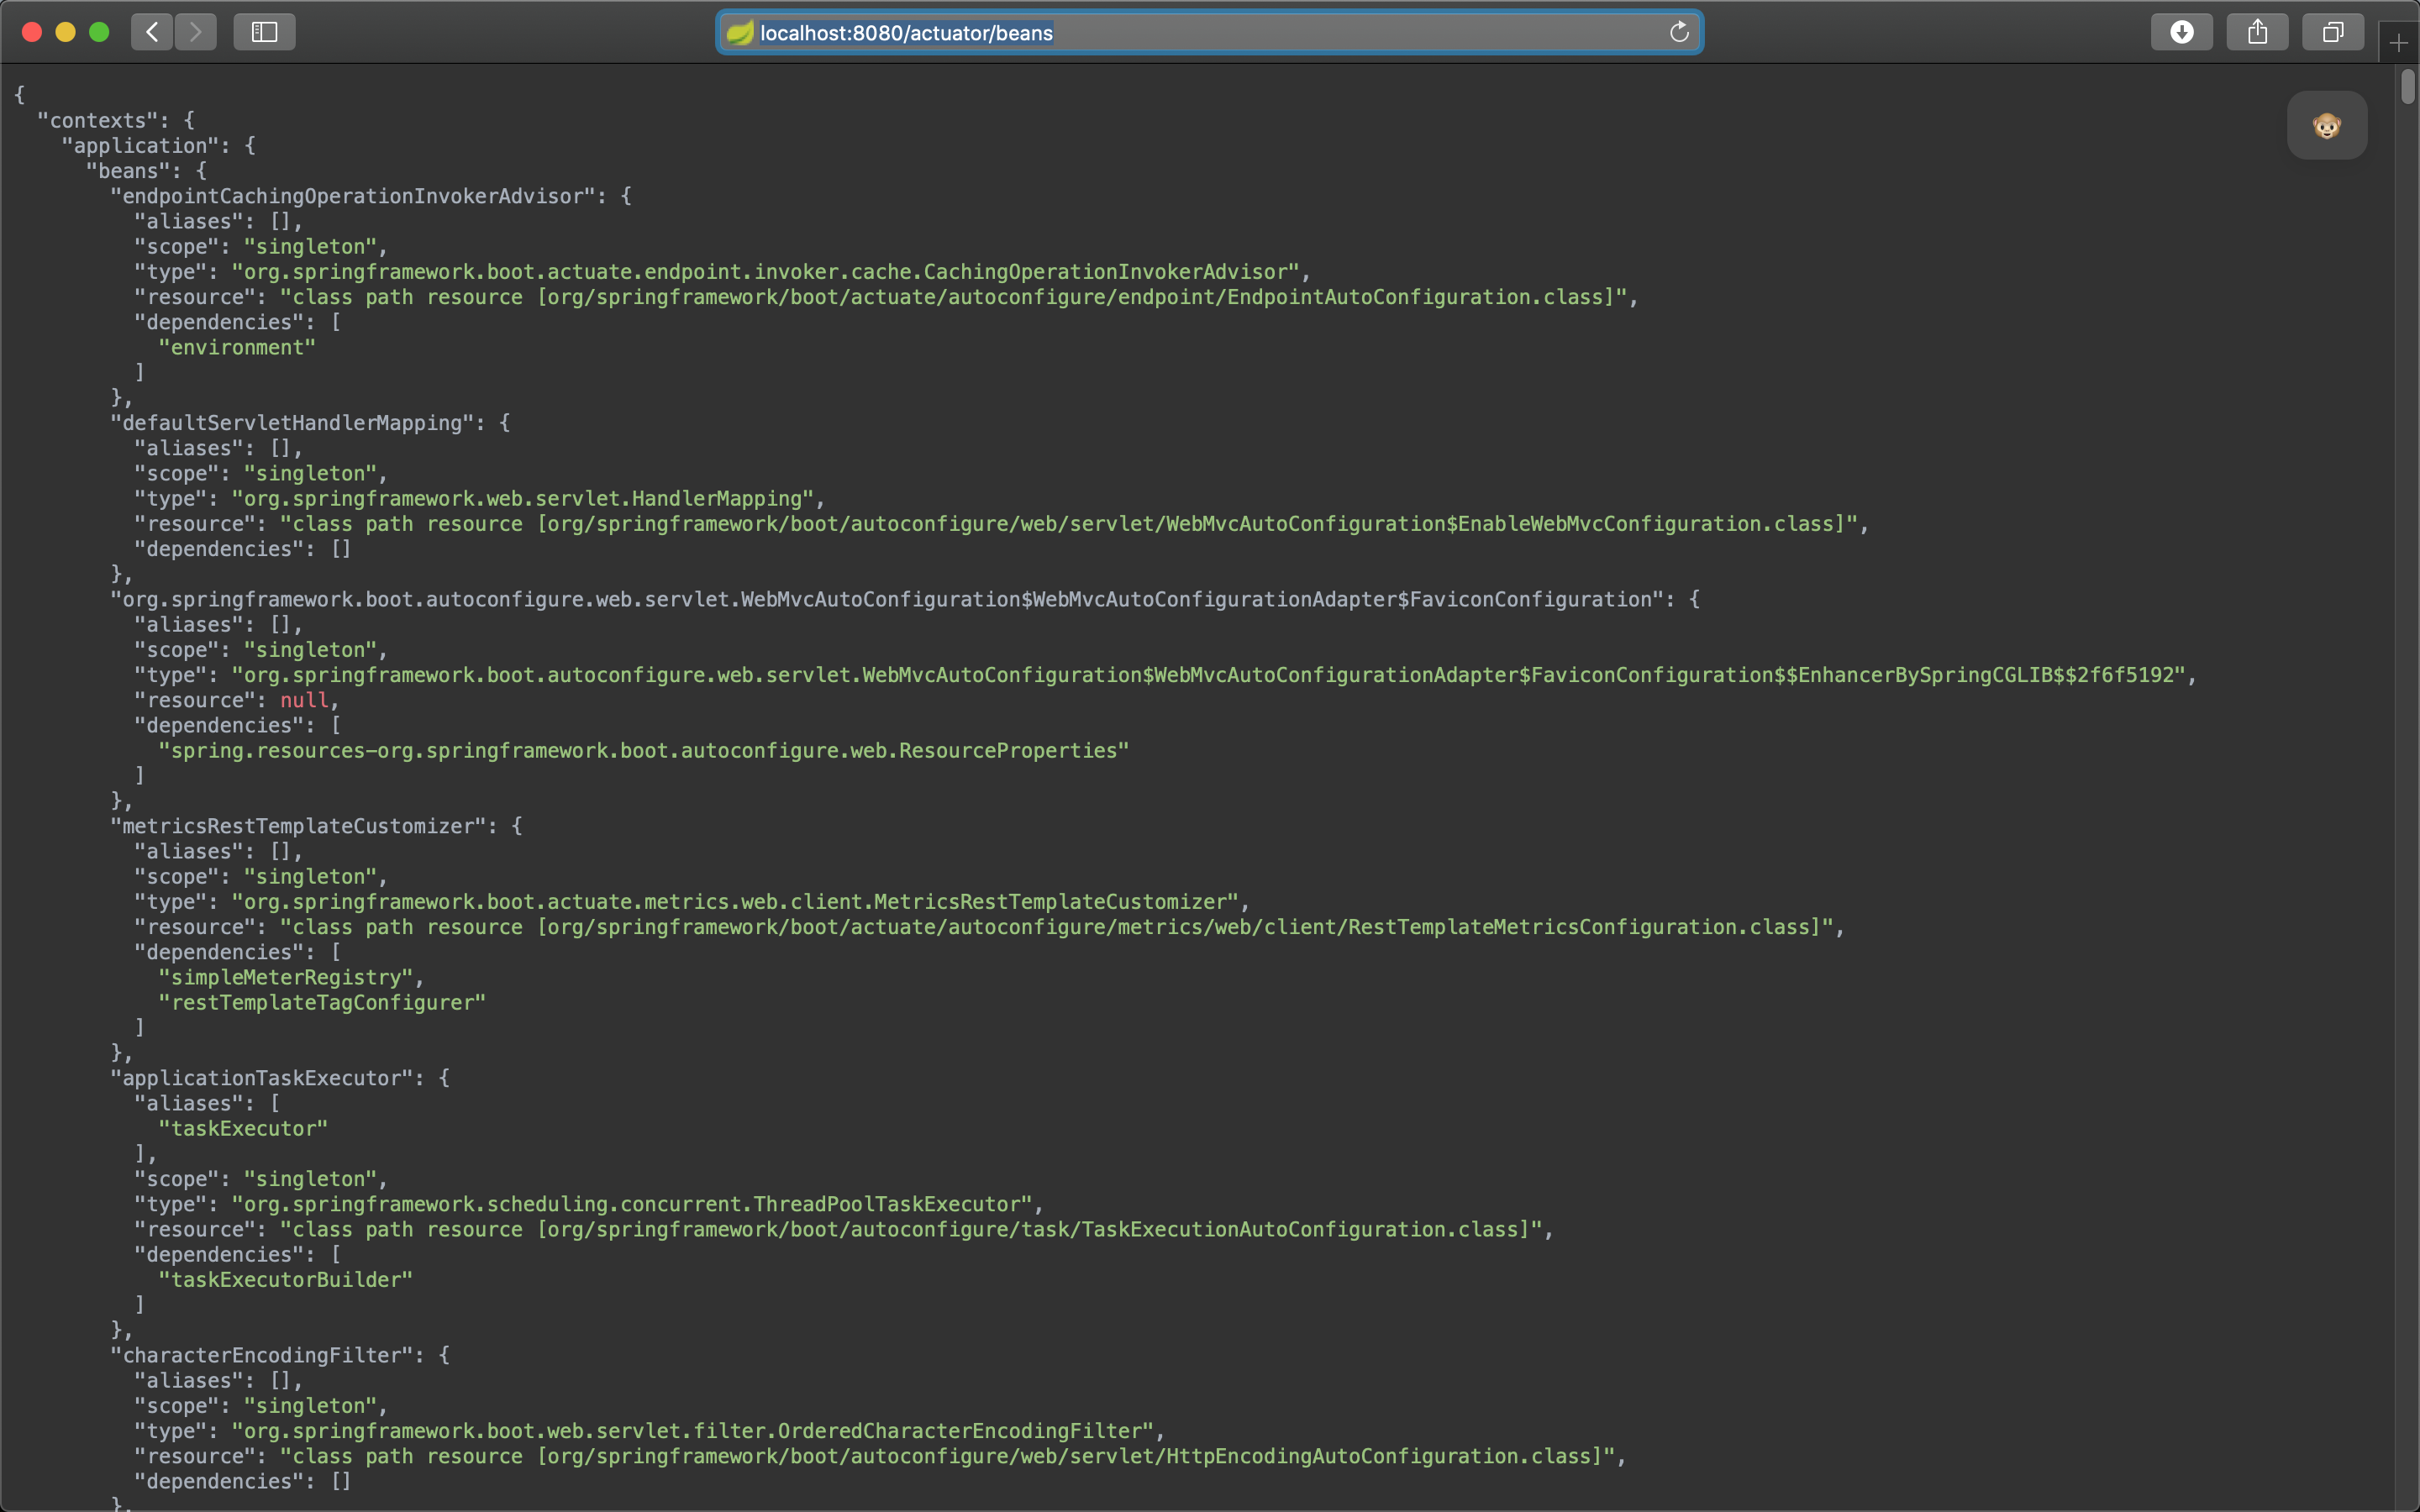 localhost:8080/actuator/beans
{
  "contexts": {
    "application": {
      "beans": {
        "endpointCachingOperationInvokerAdvisor": {
          "aliases": [],
          "scope": "singleton",
          "type": "org.springframework.boot.actuate.endpoint.invoker.cache.CachingOperationInvokerAdvisor",
          "resource": "class path resource [org/springframework/boot/actuate/autoconfigure/endpoint/EndpointAutoConfiguration.class]",
          "dependencies": [
            "environment"
          ]
        },
        "defaultServletHandlerMapping": {
          "aliases": [],
          "scope": "singleton",
          "type": "org.springframework.web.servlet.HandlerMapping",
          "resource": "class path resource [org/springframework/boot/autoconfigure/web/servlet/WebMvcAutoConfiguration$EnableWebMvcConfiguration.class]",
          "dependencies": []
        },
        "org.springframework.boot.autoconfigure.web.servlet.WebMvcAutoConfiguration$WebMvcAutoConfigurationAdapter$FaviconConfiguration": {
          "aliases": [],
          "scope": "singleton",
          "type": "org.springframework.boot.autoconfigure.web.servlet.WebMvcAutoConfiguration$WebMvcAutoConfigurationAdapter$FaviconConfiguration$$EnhancerBySpringCGLIB$$2f6f5192",
          "resource": null,
          "dependencies": [
            "spring.resources-org.springframework.boot.autoconfigure.web.ResourceProperties"
          ]
        },
        "metricsRestTemplateCustomizer": {
          "aliases": [],
          "scope": "singleton",
          "type": "org.springframework.boot.actuate.metrics.web.client.MetricsRestTemplateCustomizer",
          "resource": "class path resource [org/springframework/boot/actuate/autoconfigure/metrics/web/client/RestTemplateMetricsConfiguration.class]",
          "dependencies": [
            "simpleMeterRegistry",
            "restTemplateTagConfigurer"
          ]
        },
        "applicationTaskExecutor": {
          "aliases": [
            "taskExecutor"
          ],
          "scope": "singleton",
          "type": "org.springframework.scheduling.concurrent.ThreadPoolTaskExecutor",
          "resource": "class path resource [org/springframework/boot/autoconfigure/task/TaskExecutionAutoConfiguration.class]",
          "dependencies": [
            "taskExecutorBuilder"
          ]
        },
        "characterEncodingFilter": {
          "aliases": [],
          "scope": "singleton",
          "type": "org.springframework.boot.web.servlet.filter.OrderedCharacterEncodingFilter",
          "resource": "class path resource [org/springframework/boot/autoconfigure/web/servlet/HttpEncodingAutoConfiguration.class]",
          "dependencies": []
        },